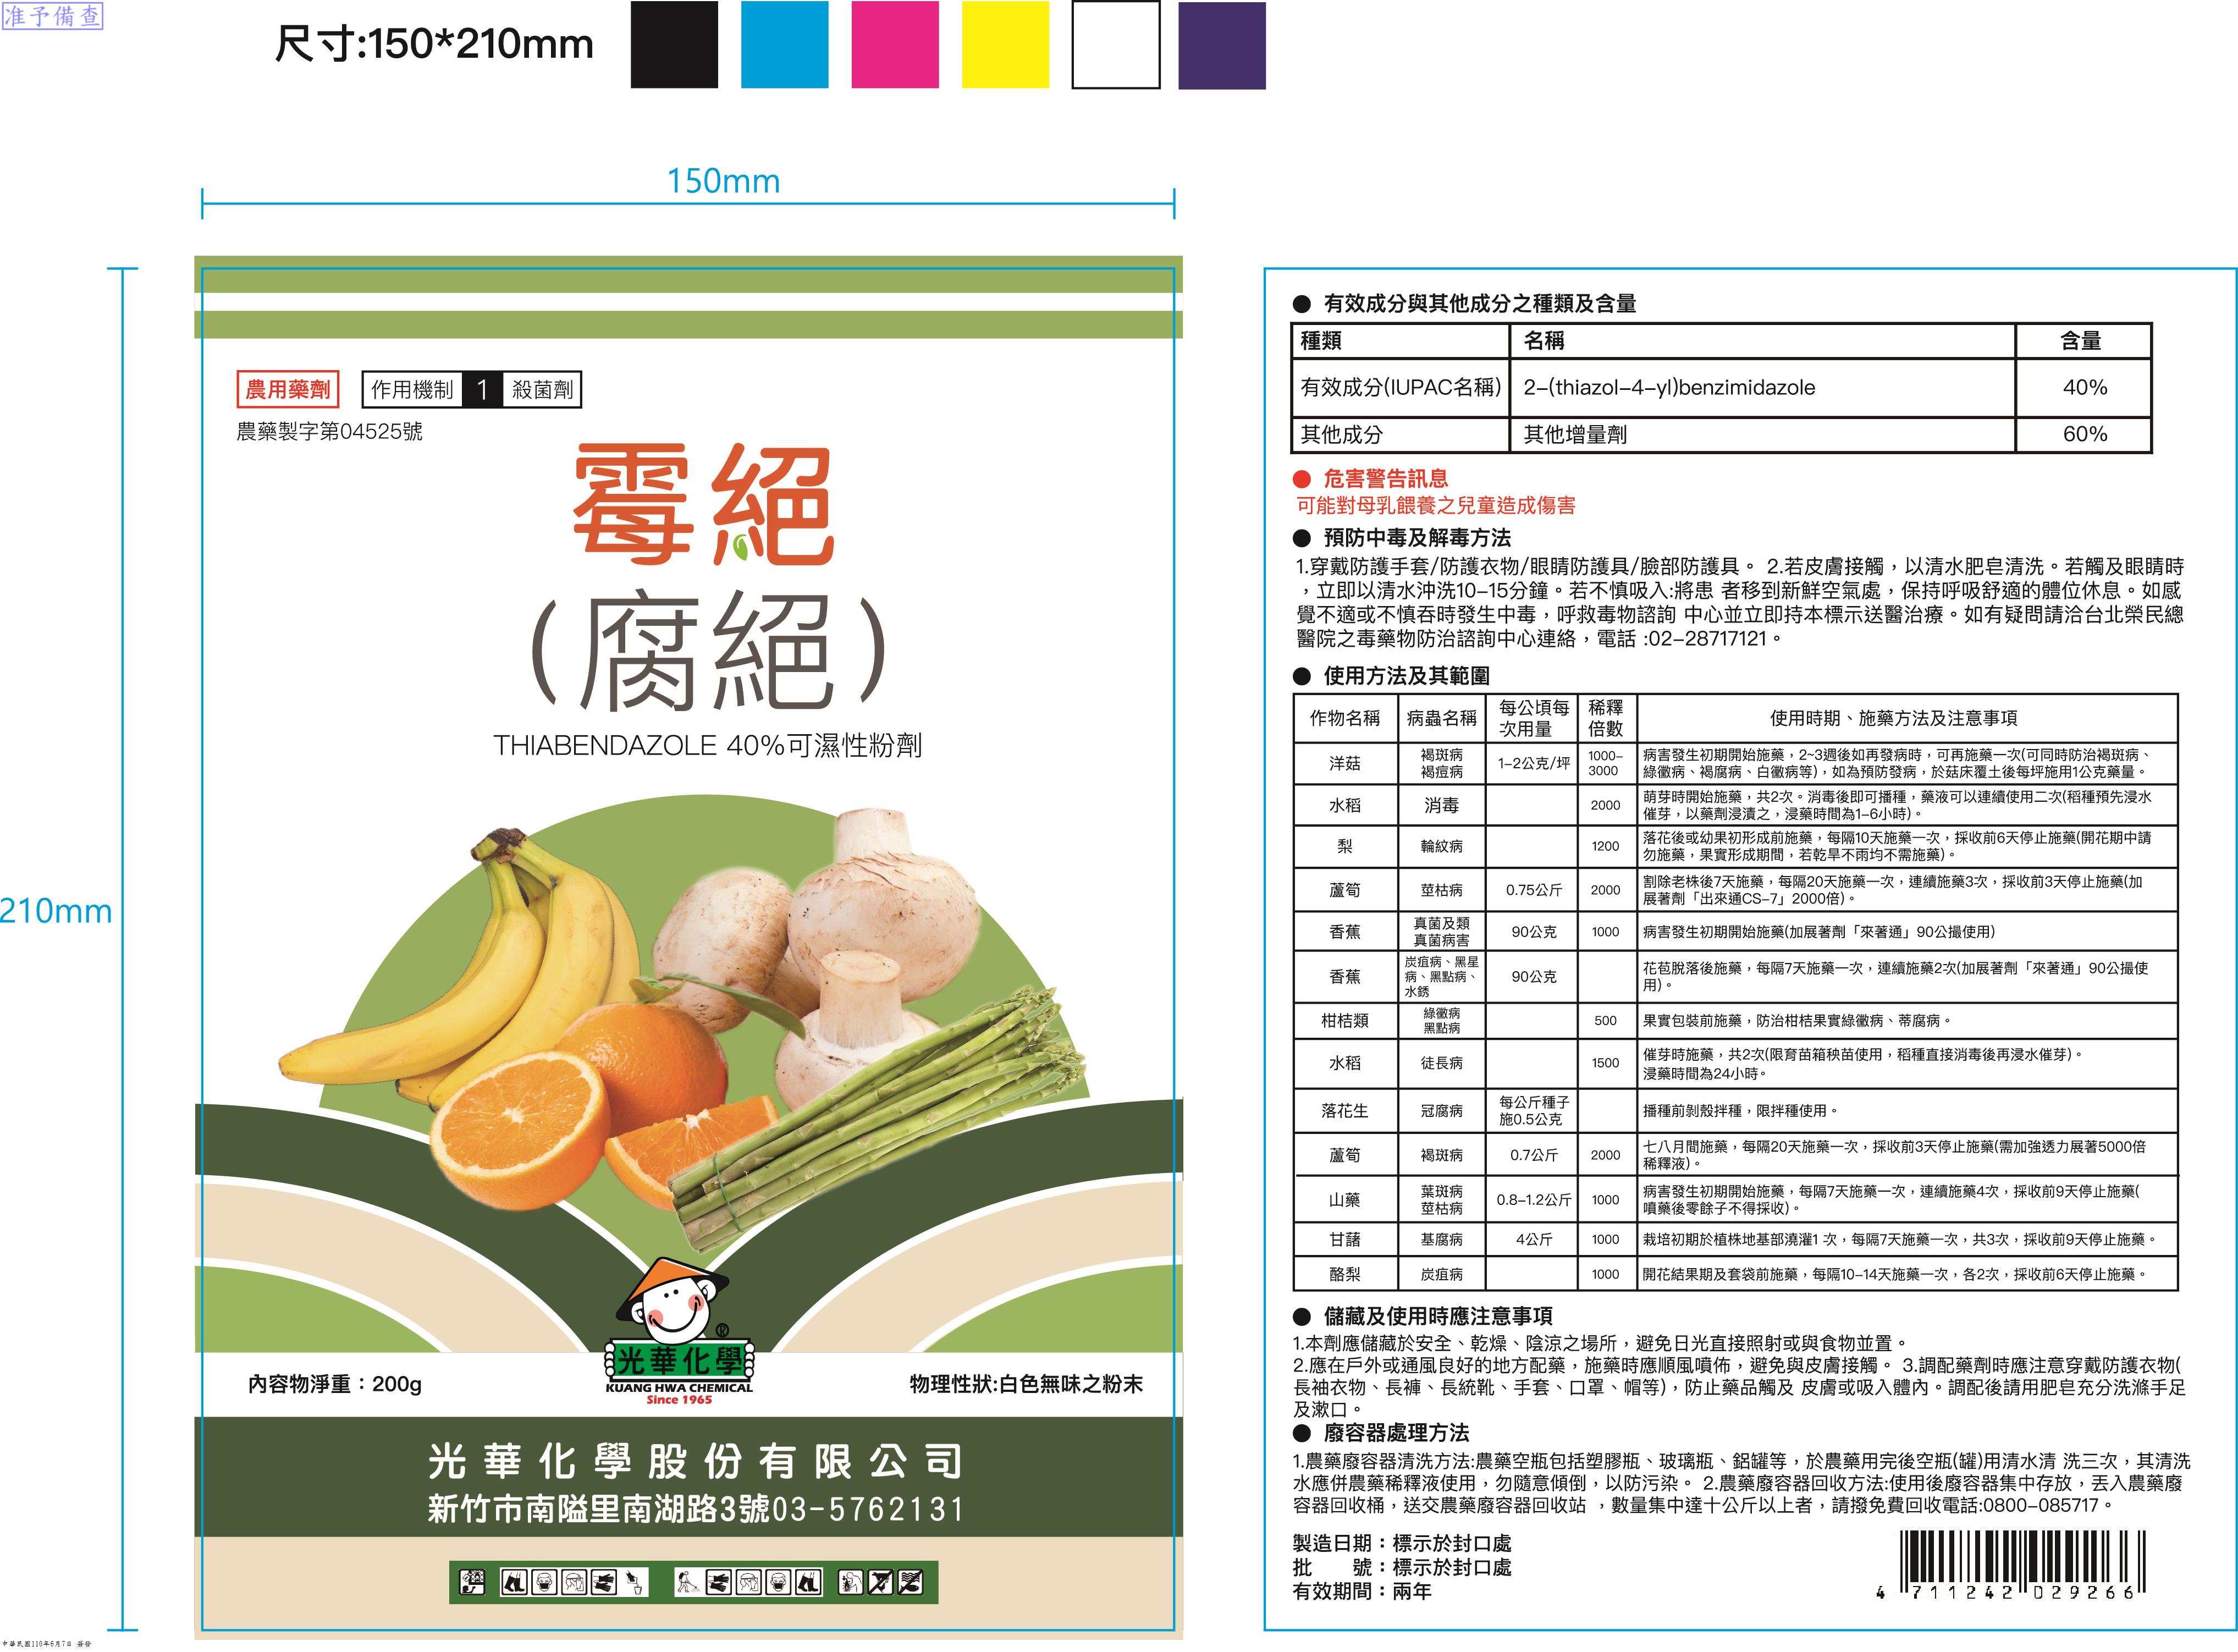 准予備查
尺寸:150*210mm
150mm
210mm
農用藥劑
作用機制 1 殺菌劑
農藥製字第04525號
霉絕
(腐絕)
THIABENDAZOLE 40%可濕性粉劑
®
光華化學
KUANG HWA CHEMICAL
Since 1965
內容物淨重：200g
物理性狀:白色無味之粉末
光華化學股份有限公司
新竹市南隘里南湖路3號03-5762131
● 有效成分與其他成分之種類及含量
種類 名稱 含量
有效成分(IUPAC名稱) 2-(thiazol-4-yl)benzimidazole 40%
其他成分 其他增量劑 60%
● 危害警告訊息
可能對母乳餵養之兒童造成傷害
● 預防中毒及解毒方法
1.穿戴防護手套/防護衣物/眼睛防護具/臉部防護具。 2.若皮膚接觸，以清水肥皂清洗。若觸及眼睛時
，立即以清水沖洗10-15分鐘。若不慎吸入:將患 者移到新鮮空氣處，保持呼吸舒適的體位休息。如感
覺不適或不慎吞時發生中毒，呼救毒物諮詢 中心並立即持本標示送醫治療。如有疑問請洽台北榮民總
醫院之毒藥物防治諮詢中心連絡，電話 :02-28717121。
● 使用方法及其範圍
作物名稱 病蟲名稱 每公頃每次用量 稀釋倍數 使用時期、施藥方法及注意事項
洋菇 褐斑病 褐痘病 1-2公克/坪 1000-3000 病害發生初期開始施藥，2~3週後如再發病時，可再施藥一次(可同時防治褐斑病、
綠黴病、褐腐病、白黴病等)，如為預防發病，於菇床覆土後每坪施用1公克藥量。
水稻 消毒 2000 萌芽時開始施藥，共2次。消毒後即可播種，藥液可以連續使用二次(稻種預先浸水
催芽，以藥劑浸漬之，浸藥時間為1-6小時)。
梨 輪紋病 1200 落花後或幼果初形成前施藥，每隔10天施藥一次，採收前6天停止施藥(開花期中請
勿施藥，果實形成期間，若乾旱不雨均不需施藥)。
蘆筍 莖枯病 0.75公斤 2000 割除老株後7天施藥，每隔20天施藥一次，連續施藥3次，採收前3天停止施藥(加
展著劑「出來通CS-7」2000倍)。
香蕉 真菌及類真菌病害 90公克 1000 病害發生初期開始施藥(加展著劑「來著通」90公撮使用)
香蕉 炭疽病、黑星病、黑點病、水銹 90公克 花苞脫落後施藥，每隔7天施藥一次，連續施藥2次(加展著劑「來著通」90公撮使
用)。
柑桔類 綠黴病 黑點病 500 果實包裝前施藥，防治柑桔果實綠黴病、蒂腐病。
水稻 徒長病 1500 催芽時施藥，共2次(限育苗箱秧苗使用，稻種直接消毒後再浸水催芽)。
浸藥時間為24小時。
落花生 冠腐病 每公斤種子施0.5公克 播種前剝殼拌種，限拌種使用。
蘆筍 褐斑病 0.7公斤 2000 七八月間施藥，每隔20天施藥一次，採收前3天停止施藥(需加強透力展著5000倍
稀釋液)。
山藥 葉斑病 莖枯病 0.8-1.2公斤 1000 病害發生初期開始施藥，每隔7天施藥一次，連續施藥4次，採收前9天停止施藥(
噴藥後零餘子不得採收)。
甘藷 基腐病 4公斤 1000 栽培初期於植株地基部澆灌1 次，每隔7天施藥一次，共3次，採收前9天停止施藥。
酪梨 炭疽病 1000 開花結果期及套袋前施藥，每隔10-14天施藥一次，各2次，採收前6天停止施藥。
● 儲藏及使用時應注意事項
1.本劑應儲藏於安全、乾燥、陰涼之場所，避免日光直接照射或與食物並置。
2.應在戶外或通風良好的地方配藥，施藥時應順風噴佈，避免與皮膚接觸。 3.調配藥劑時應注意穿戴防護衣物(
長袖衣物、長褲、長統靴、手套、口罩、帽等)，防止藥品觸及 皮膚或吸入體內。調配後請用肥皂充分洗滌手足
及漱口。
● 廢容器處理方法
1.農藥廢容器清洗方法:農藥空瓶包括塑膠瓶、玻璃瓶、鋁罐等，於農藥用完後空瓶(罐)用清水清 洗三次，其清洗
水應併農藥稀釋液使用，勿隨意傾倒，以防污染。 2.農藥廢容器回收方法:使用後廢容器集中存放，丟入農藥廢
容器回收桶，送交農藥廢容器回收站 ，數量集中達十公斤以上者，請撥免費回收電話:0800-085717。
製造日期：標示於封口處
批　　號：標示於封口處
有效期間：兩年
4 711242 029266
中華民國110年6月7日 簽發